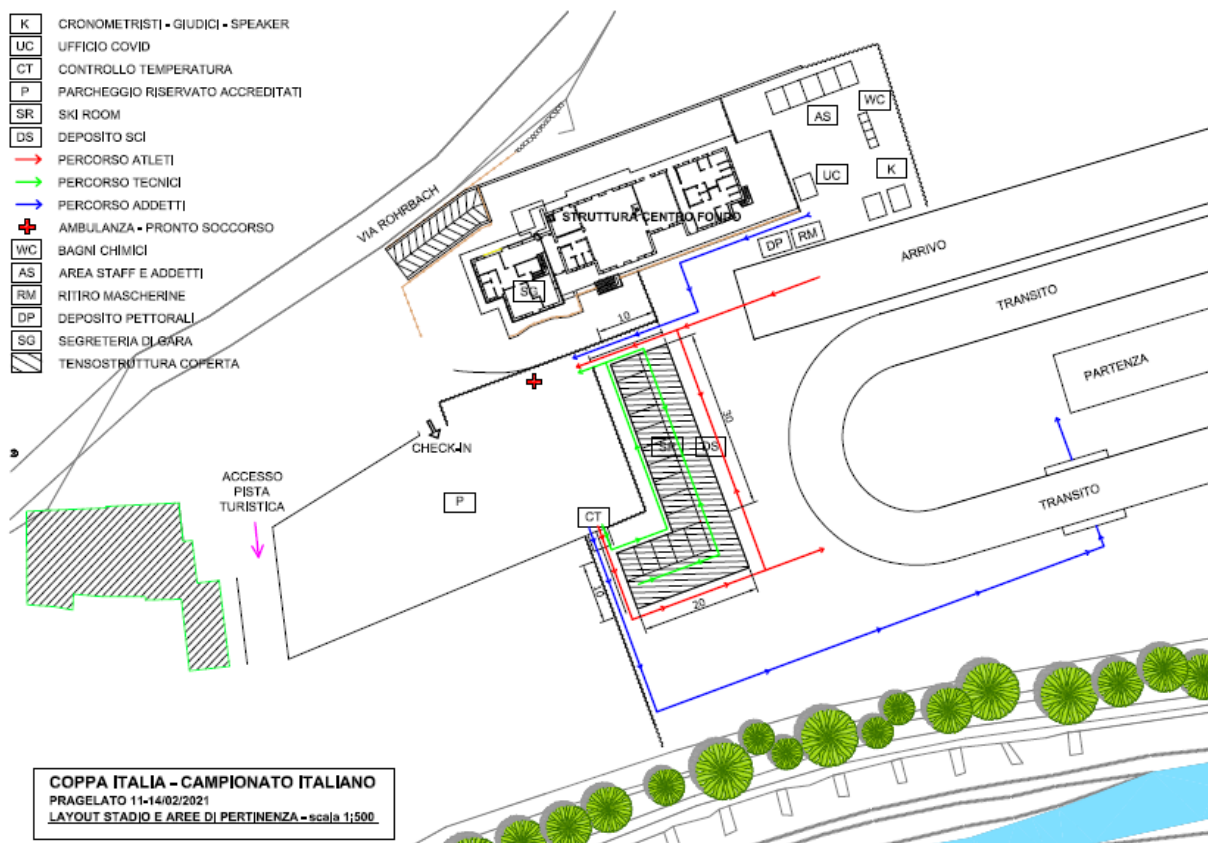 K CRONOMETRISTI - GIUDICI - SPEAKER
UC UFFICIO COVID
CT CONTROLLO TEMPERATURA
P PARCHEGGIO RISERVATO ACCREDITATI
SR SKI ROOM
DS DEPOSITO SCI
PERCORSO ATLETI
PERCORSO TECNICI
PERCORSO ADDETTI
AMBULANZA - PRONTO SOCCORSO
WC BAGNI CHIMICI
AS AREA STAFF E ADDETTI
RM RITIRO MASCHERINE
DP DEPOSITO PETTORALI
SG SEGRETERIA DI GARA
TENSOSTRUTTURA COPERTA
VIA ROHRBACH
STRUTTURA CENTRO FONDO
AS
WC
UC
K
DP
RM
ARRIVO
SG
TRANSITO
10
PARTENZA
30
CHECK-IN
SR
DS
ACCESSO
PISTA
TURISTICA
P
CT
TRANSITO
10
20
COPPA ITALIA - CAMPIONATO ITALIANO
PRAGELATO 11-14/02/2021
LAYOUT STADIO E AREE DI PERTINENZA - scala 1:500